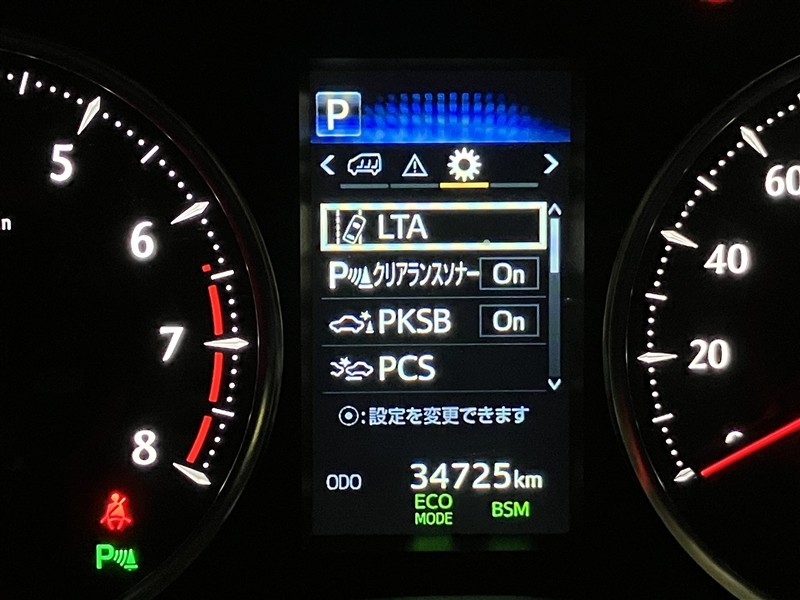 P
5
6
7
8
60
40
20
LTA
P クリアランスソナー On
PKSB On
PCS
:設定を変更できます
ODO 34725km
ECO MODE
BSM
P